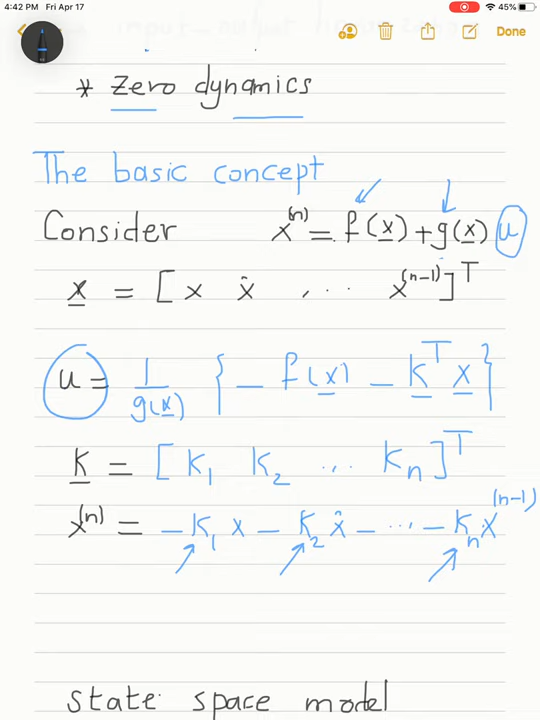 4:42 PM Fri Apr 17 45%
Done
* Zero dynamics
The basic concept
Consider x^(n) = f(x) + g(x) u
x = [x ẋ ... x^(n-1)]^T
u = 1/g(x) { - f(x) - k^T x }
k = [k₁ k₂ ... kₙ]^T
x^(n) = -k₁ x - k₂ ẋ - ... - kₙ x^(n-1)
state space model